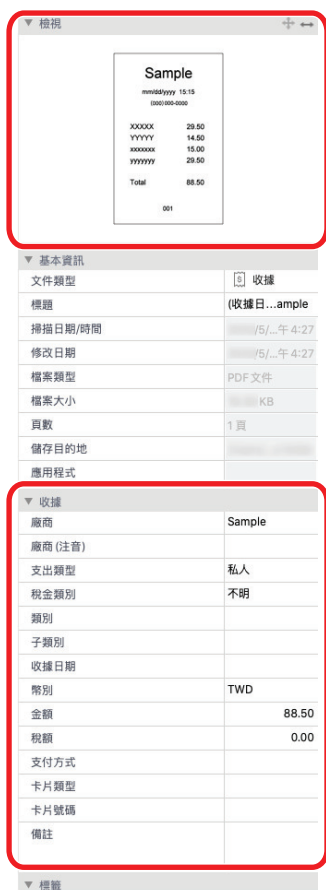 ▼ 檢視
Sample
mm/dd/yyyy 15:15
(000)000-0000
XXXXX 29.50
YYYYY 14.50
xxxxxxx 15.00
yyyyyyy 29.50
Total 88.50
001
▼ 基本資訊
文件類型 收據
標題 (收據日…ample
掃描日期/時間 /5/…午 4:27
修改日期 /5/…午 4:27
檔案類型 PDF 文件
檔案大小 KB
頁數 1 頁
儲存目的地
應用程式
▼ 收據
廠商 Sample
廠商 (注音)
支出類型 私人
稅金類別 不明
類別
子類別
收據日期
幣別 TWD
金額 88.50
稅額 0.00
支付方式
卡片類型
卡片號碼
備註
▼ 標籤